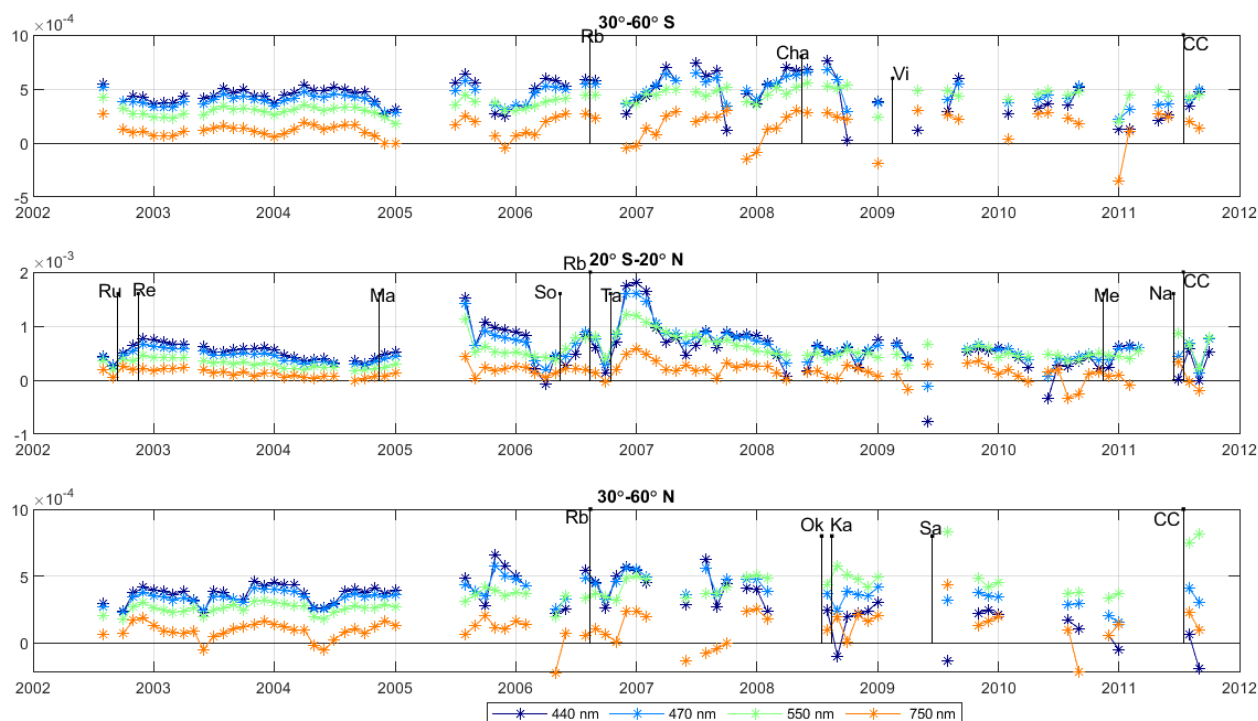 ×10⁻⁴
30°-60° S
Rb
Cha
Vi
CC
10
5
0
-5
2002 2003 2004 2005 2006 2007 2008 2009 2010 2011 2012
×10⁻³
20° S-20° N
Ru
Re
Ma
So
Rb
Ta
Me
Na
CC
2
1
0
-1
2002 2003 2004 2005 2006 2007 2008 2009 2010 2011 2012
×10⁻⁴
30°-60° N
Rb
Ok
Ka
Sa
CC
10
5
0
2002 2003 2004 2005 2006 2007 2008 2009 2010 2011 2012
440 nm 470 nm 550 nm 750 nm